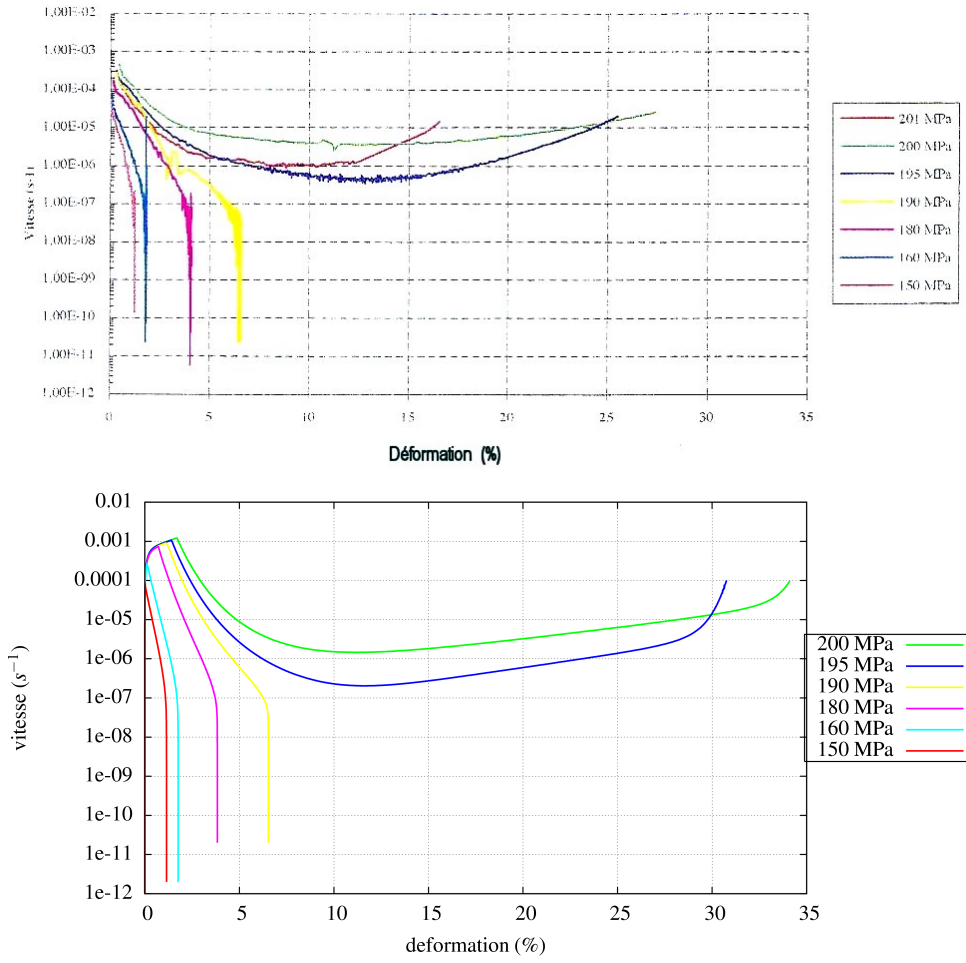 1.00E-02
1.00E-03
1.00E-04
1.00E-05
1.00E-06
1.00E-07
1.00E-08
1.00E-09
1.00E-10
1.00E-11
1.00E-12
Vitesse (s-1)
0 5 10 15 20 25 30 35
Déformation (%)
201 MPa
200 MPa
195 MPa
190 MPa
180 MPa
160 MPa
150 MPa
0.01
0.001
0.0001
1e-05
1e-06
1e-07
1e-08
1e-09
1e-10
1e-11
1e-12
vitesse (s⁻¹)
0 5 10 15 20 25 30 35
deformation (%)
200 MPa
195 MPa
190 MPa
180 MPa
160 MPa
150 MPa